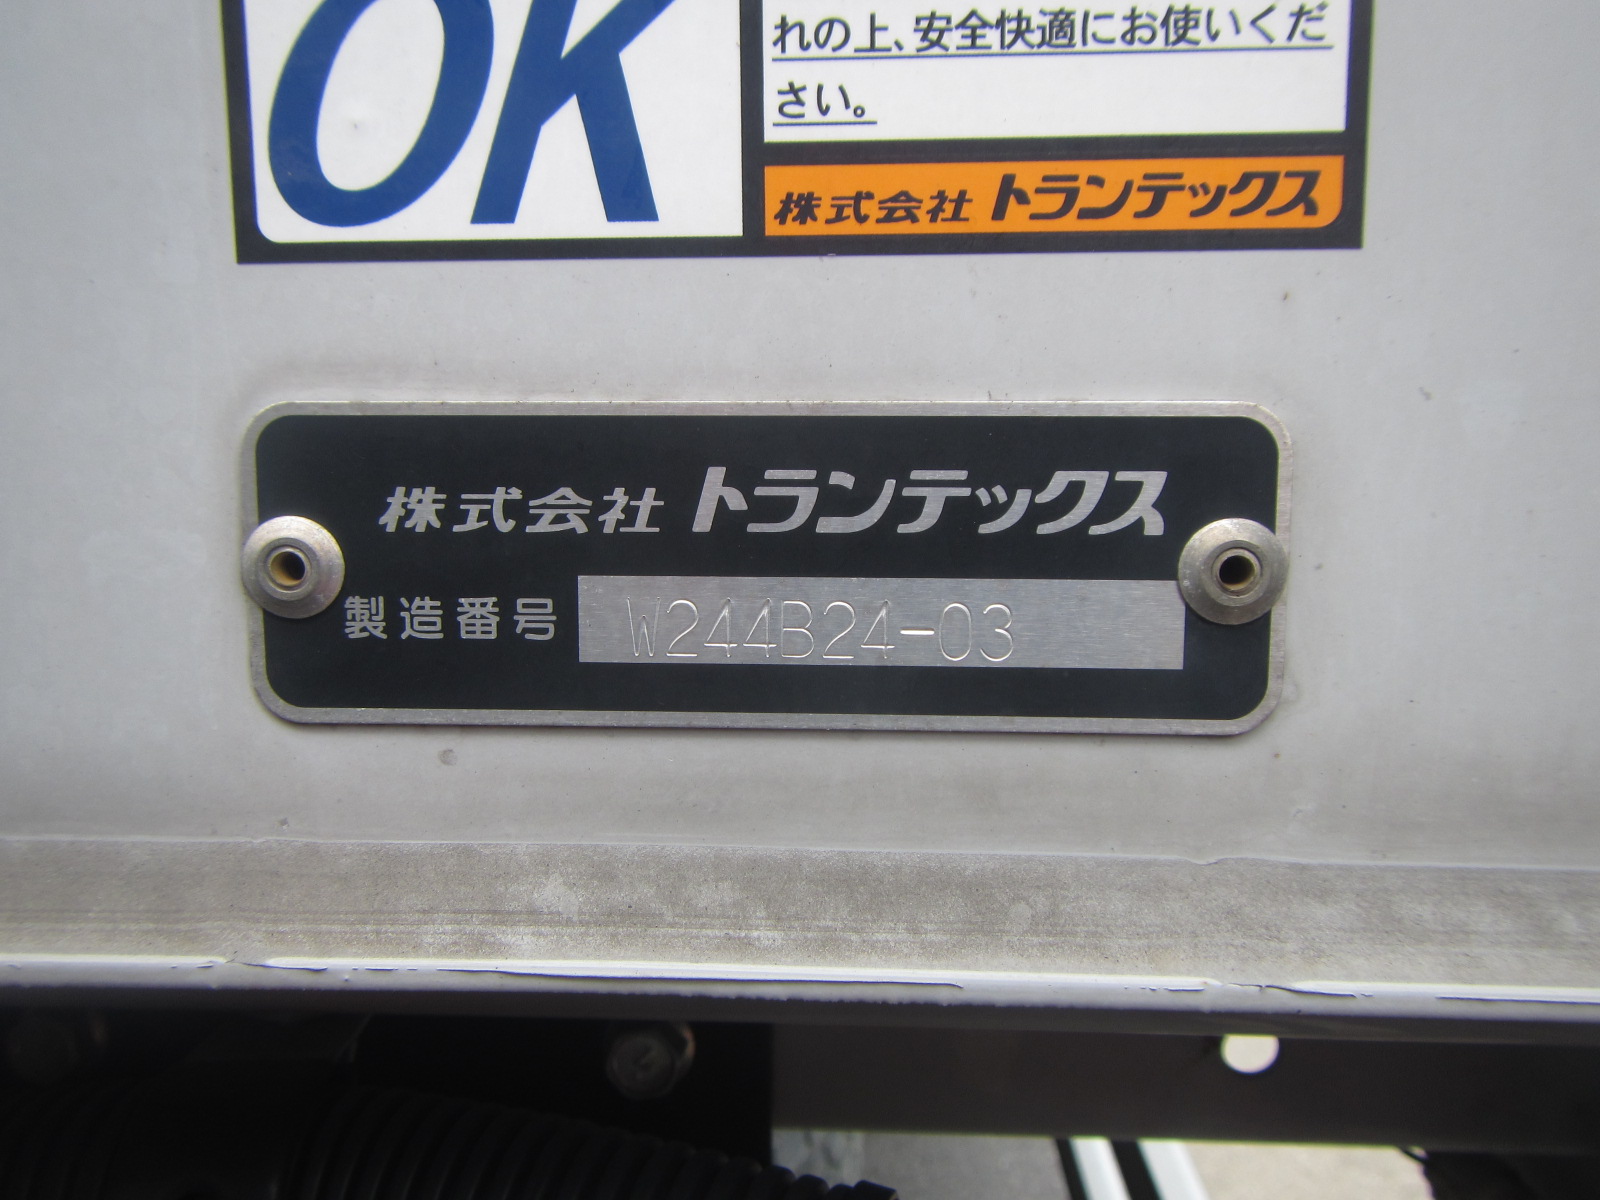 OK
れの上、安全快適にお使いくだ
さい。
株式会社 トランテックス
株式会社 トランテックス
製造番号 W244B24-03